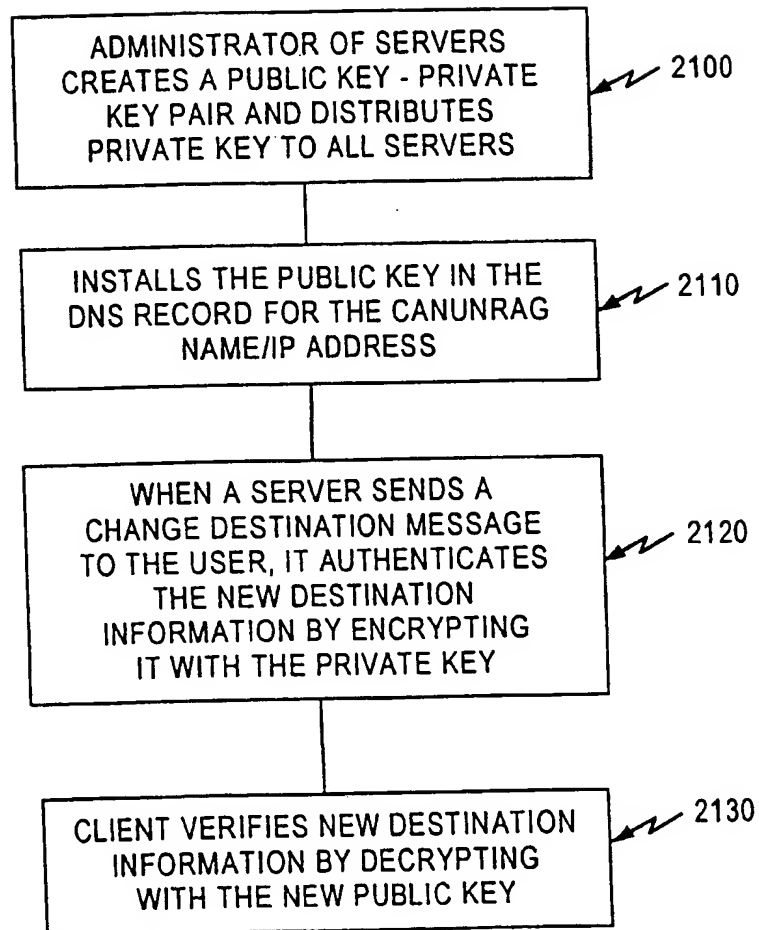 ADMINISTRATOR OF SERVERS
CREATES A PUBLIC KEY - PRIVATE
KEY PAIR AND DISTRIBUTES
PRIVATE KEY TO ALL SERVERS
2100
INSTALLS THE PUBLIC KEY IN THE
DNS RECORD FOR THE CANUNRAG
NAME/IP ADDRESS
2110
WHEN A SERVER SENDS A
CHANGE DESTINATION MESSAGE
TO THE USER, IT AUTHENTICATES
THE NEW DESTINATION
INFORMATION BY ENCRYPTING
IT WITH THE PRIVATE KEY
2120
CLIENT VERIFIES NEW DESTINATION
INFORMATION BY DECRYPTING
WITH THE NEW PUBLIC KEY
2130